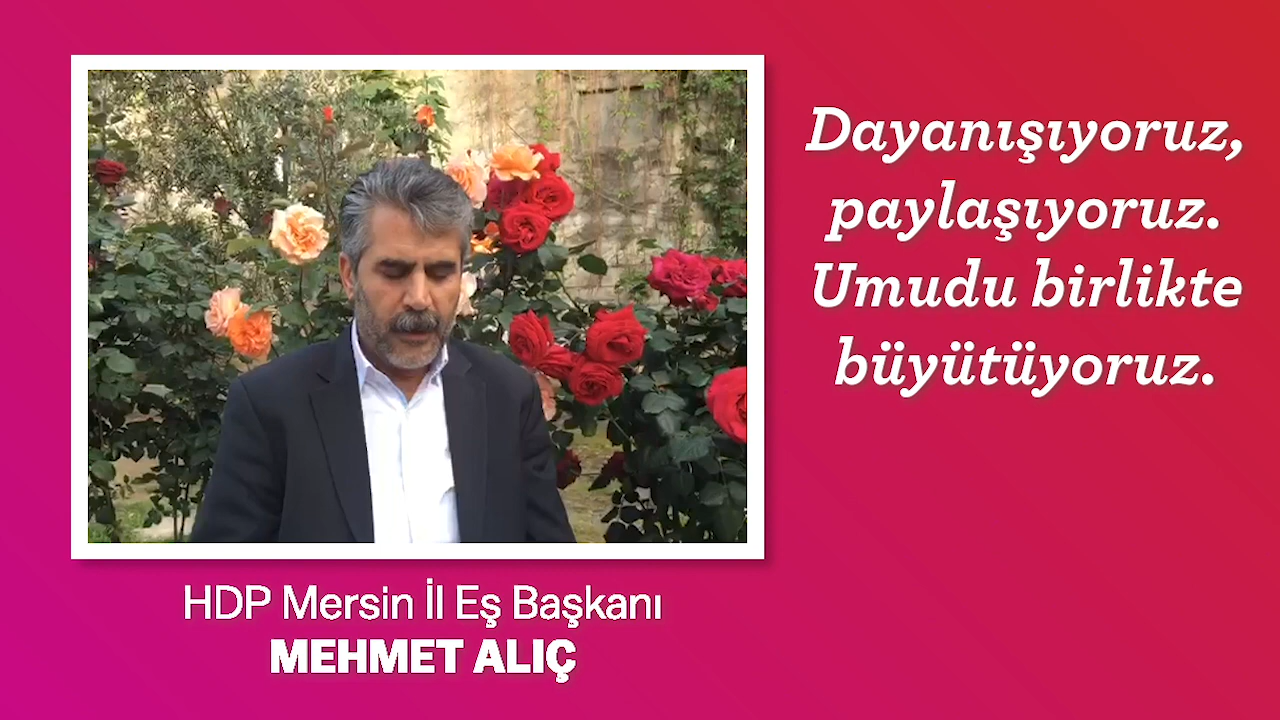 Dayanışıyoruz,
paylaşıyoruz.
Umudu birlikte
büyütüyoruz.
HDP Mersin İl Eş Başkanı
MEHMET ALIÇ